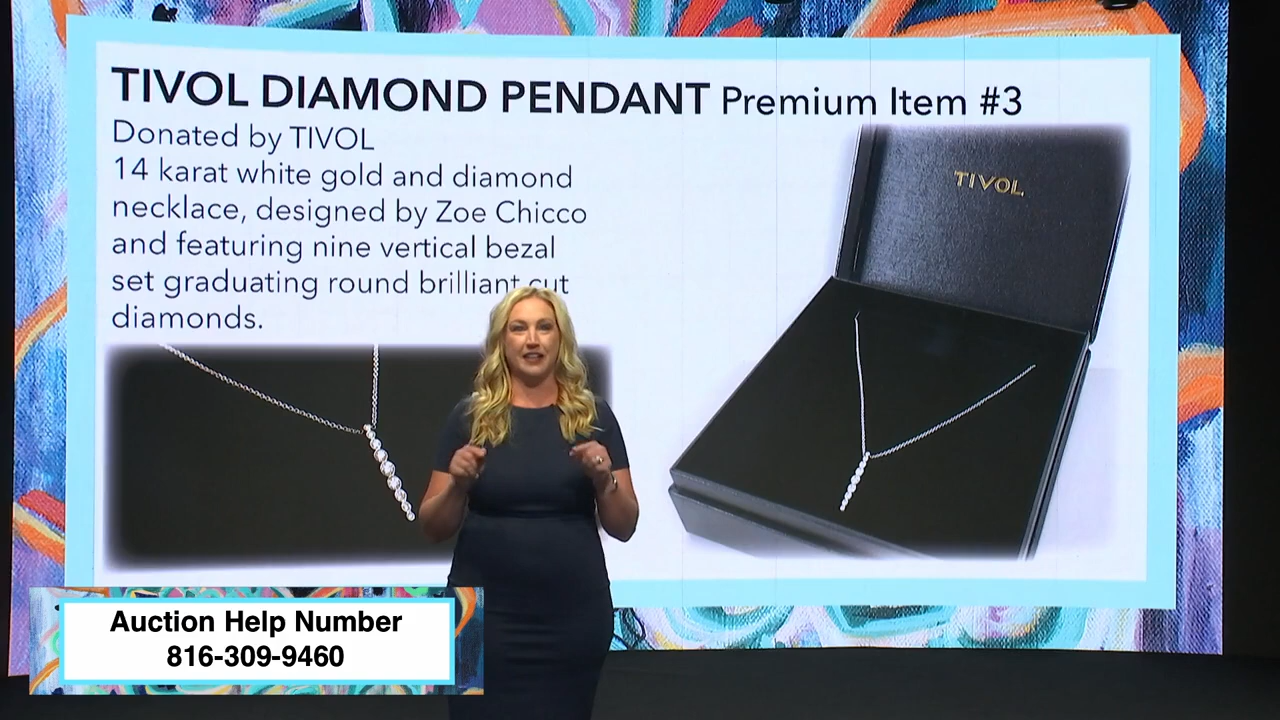 TIVOL DIAMOND PENDANT Premium Item #3
Donated by TIVOL
14 karat white gold and diamond
necklace, designed by Zoe Chicco
and featuring nine vertical bezal
set graduating round brilliant cut
diamonds.
TIVOL
Auction Help Number
816-309-9460